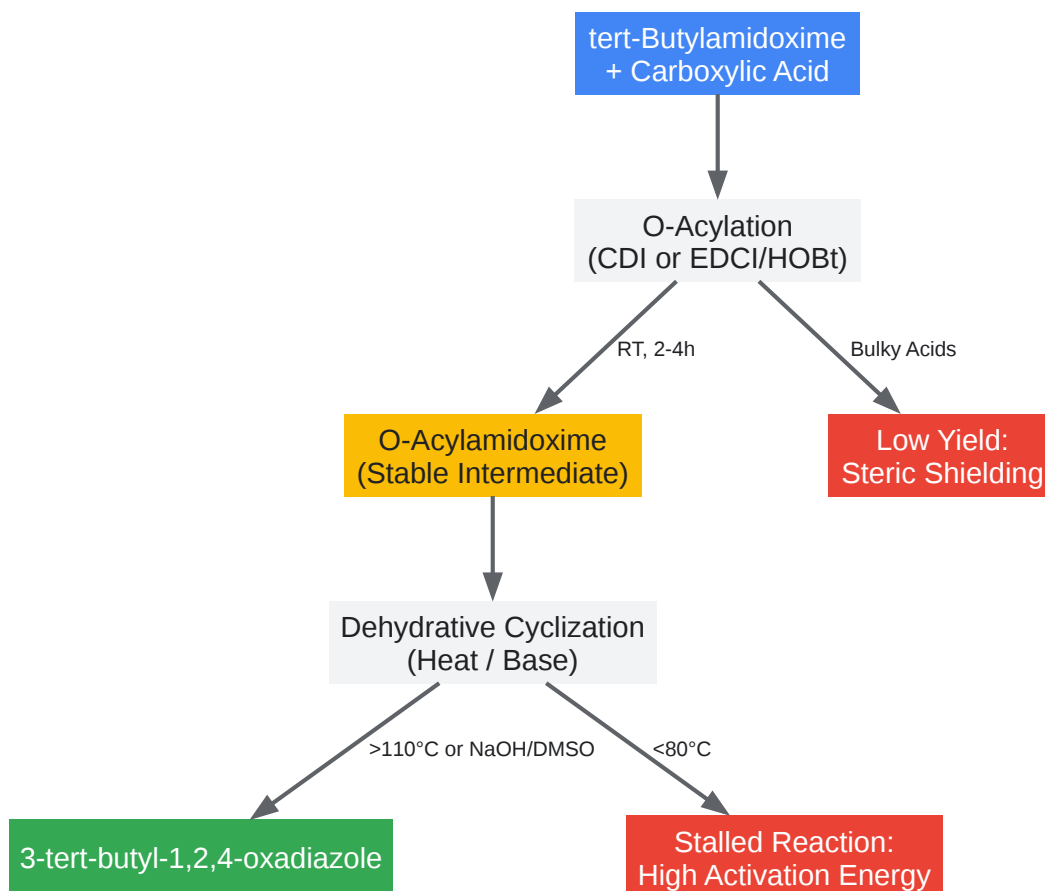 tert-Butylamidoxime
+ Carboxylic Acid
O-Acylation
(CDI or EDCI/HOBt)
RT, 2-4h
Bulky Acids
O-Acylamidoxime
(Stable Intermediate)
Low Yield:
Steric Shielding
Dehydrative Cyclization
(Heat / Base)
>110°C or NaOH/DMSO
<80°C
3-tert-butyl-1,2,4-oxadiazole
Stalled Reaction:
High Activation Energy